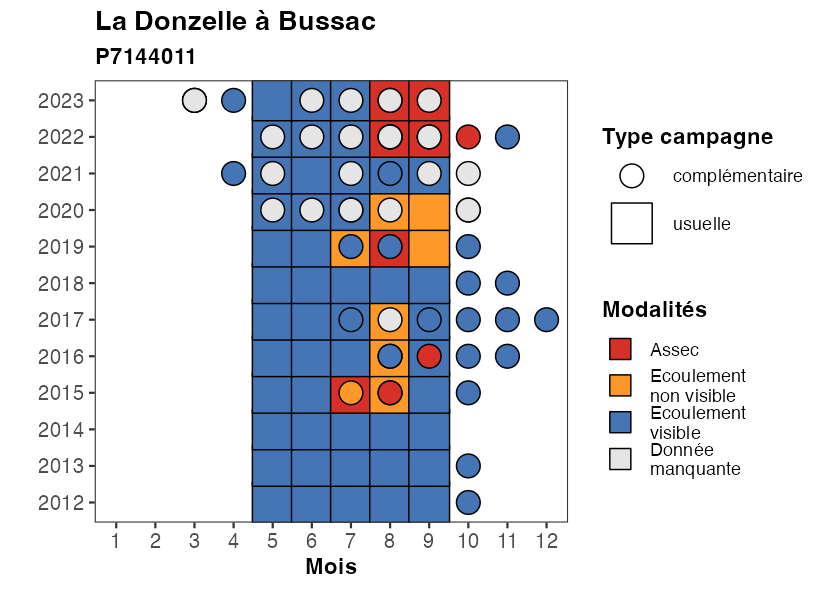 La Donzelle à Bussac
P7144011
2023
2022
2021
2020
2019
2018
2017
2016
2015
2014
2013
2012
1 2 3 4 5 6 7 8 9 10 11 12
Mois
Type campagne
complémentaire
usuelle
Modalités
Assec
Ecoulement
non visible
Ecoulement
visible
Donnée
manquante